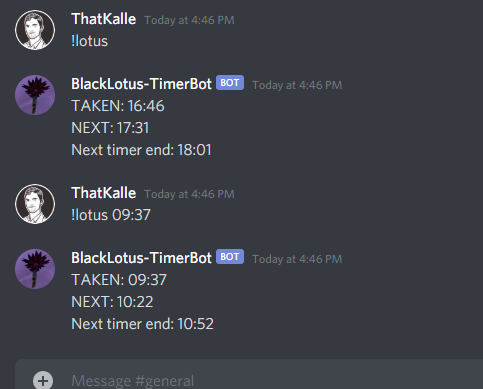 ThatKalle Today at 4:46 PM
!lotus
BlackLotus-TimerBot BOT Today at 4:46 PM
TAKEN: 16:46
NEXT: 17:31
Next timer end: 18:01
ThatKalle Today at 4:46 PM
!lotus 09:37
BlackLotus-TimerBot BOT Today at 4:46 PM
TAKEN: 09:37
NEXT: 10:22
Next timer end: 10:52
Message #general